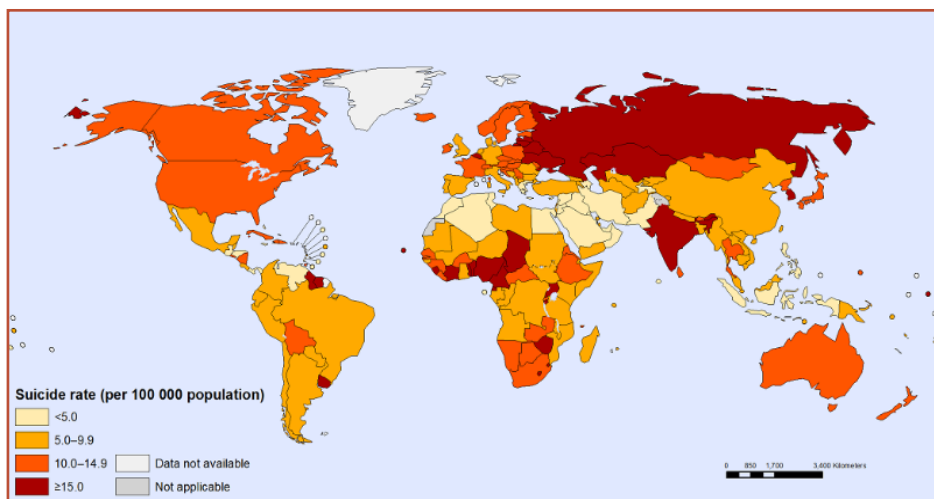 Suicide rate (per 100 000 population)
<5.0
5.0–9.9
10.0–14.9
≥15.0
Data not available
Not applicable
0 850 1,700 3,400 Kilometers